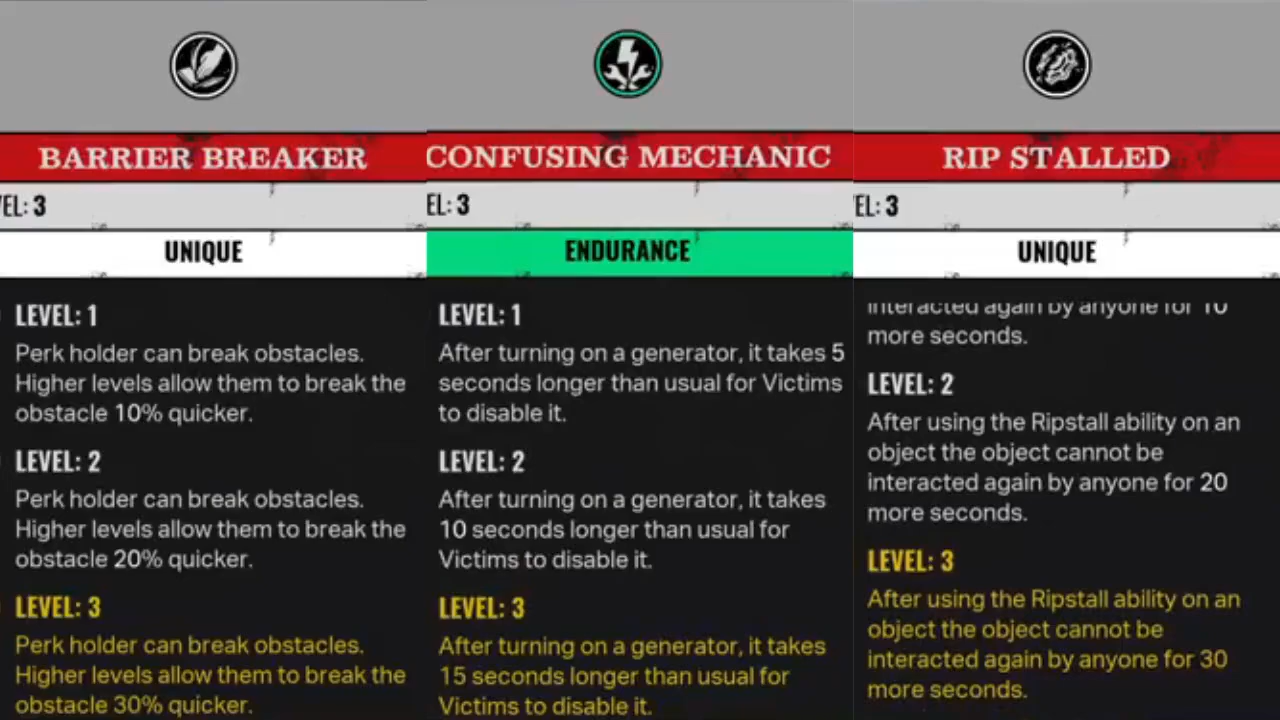 BARRIER BREAKER
EL: 3
UNIQUE
LEVEL: 1
Perk holder can break obstacles.
Higher levels allow them to break the
obstacle 10% quicker.
LEVEL: 2
Perk holder can break obstacles.
Higher levels allow them to break the
obstacle 20% quicker.
LEVEL: 3
Perk holder can break obstacles.
Higher levels allow them to break the
obstacle 30% quicker.
CONFUSING MECHANIC
EL: 3
ENDURANCE
LEVEL: 1
After turning on a generator, it takes 5
seconds longer than usual for Victims
to disable it.
LEVEL: 2
After turning on a generator, it takes
10 seconds longer than usual for
Victims to disable it.
LEVEL: 3
After turning on a generator, it takes
15 seconds longer than usual for
Victims to disable it.
RIP STALLED
EL: 3
UNIQUE
interacted again by anyone for 10
more seconds.
LEVEL: 2
After using the Ripstall ability on an
object the object cannot be
interacted again by anyone for 20
more seconds.
LEVEL: 3
After using the Ripstall ability on an
object the object cannot be
interacted again by anyone for 30
more seconds.